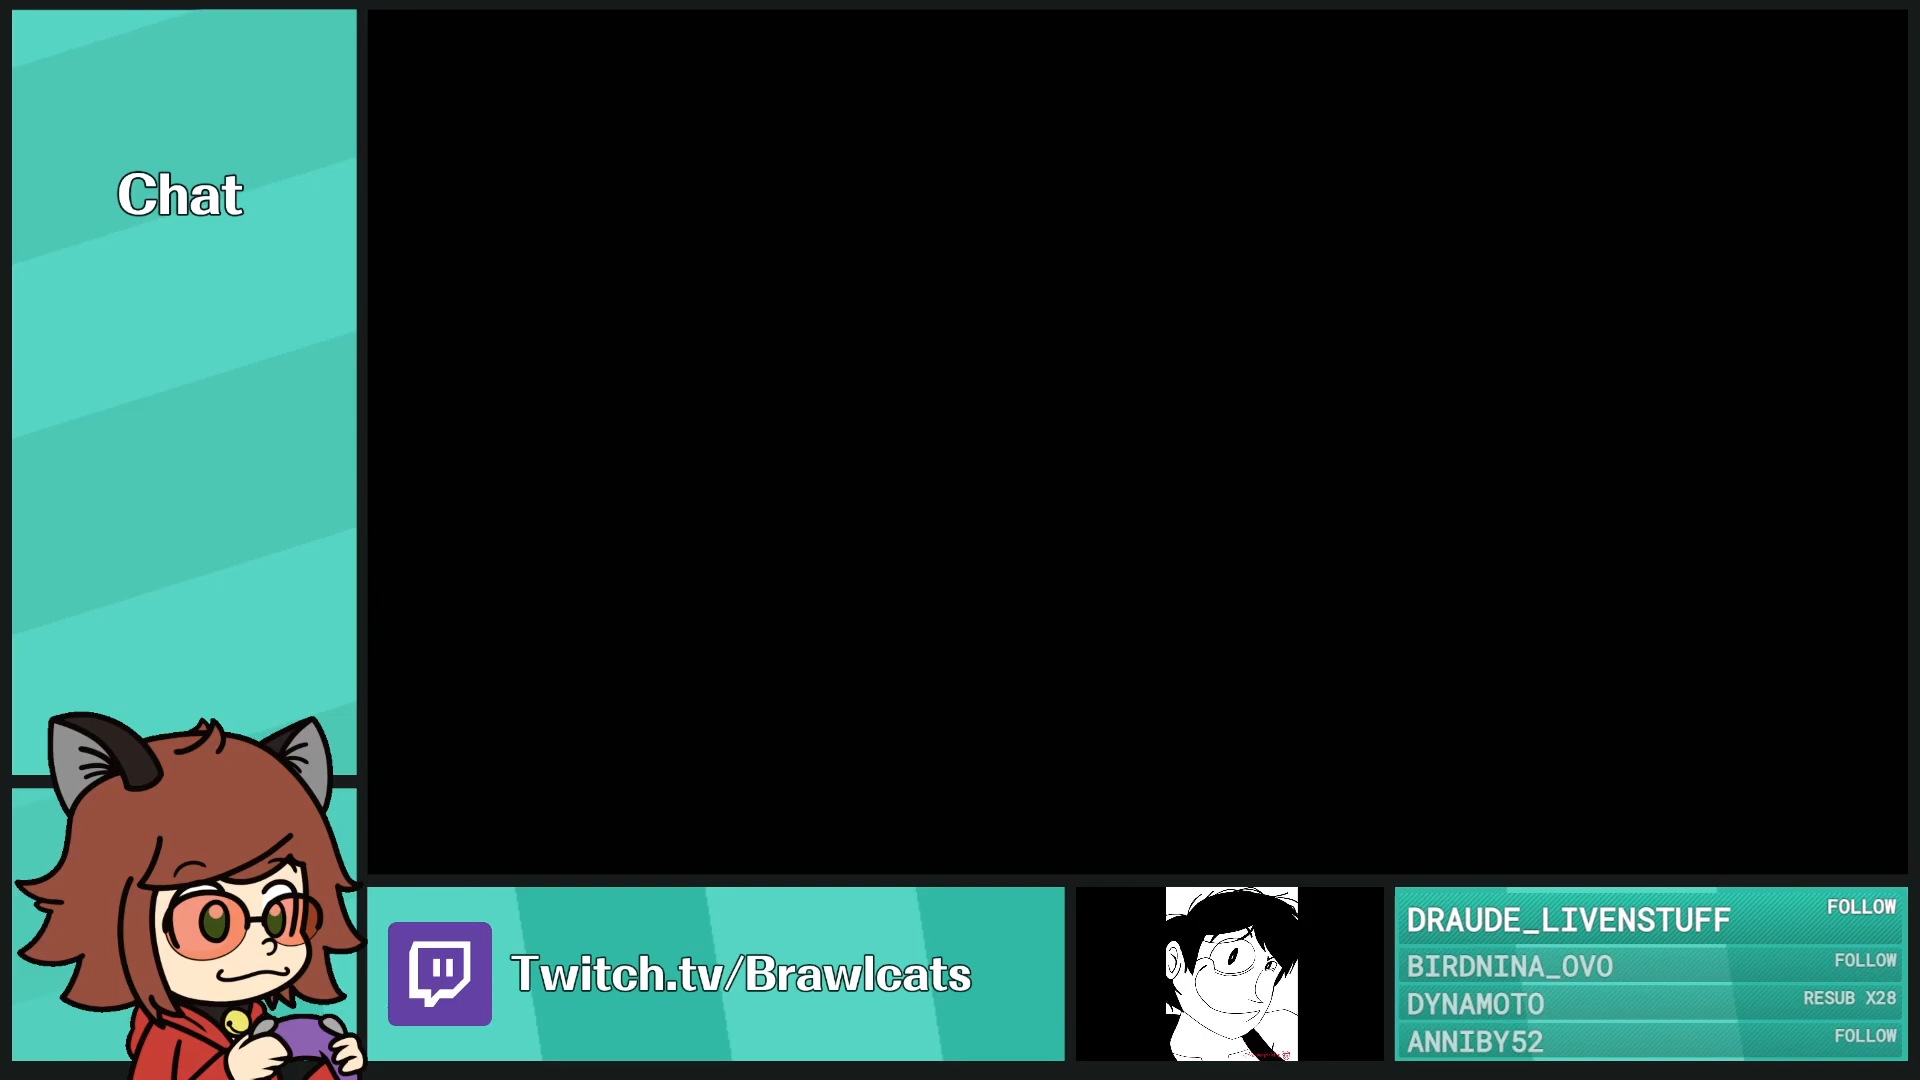 Chat
Twitch.tv/Brawlcats
DRAUDE_LIVENSTUFF FOLLOW
BIRDNINA_OVO FOLLOW
DYNAMOTO RESUB X28
ANNIBY52 FOLLOW